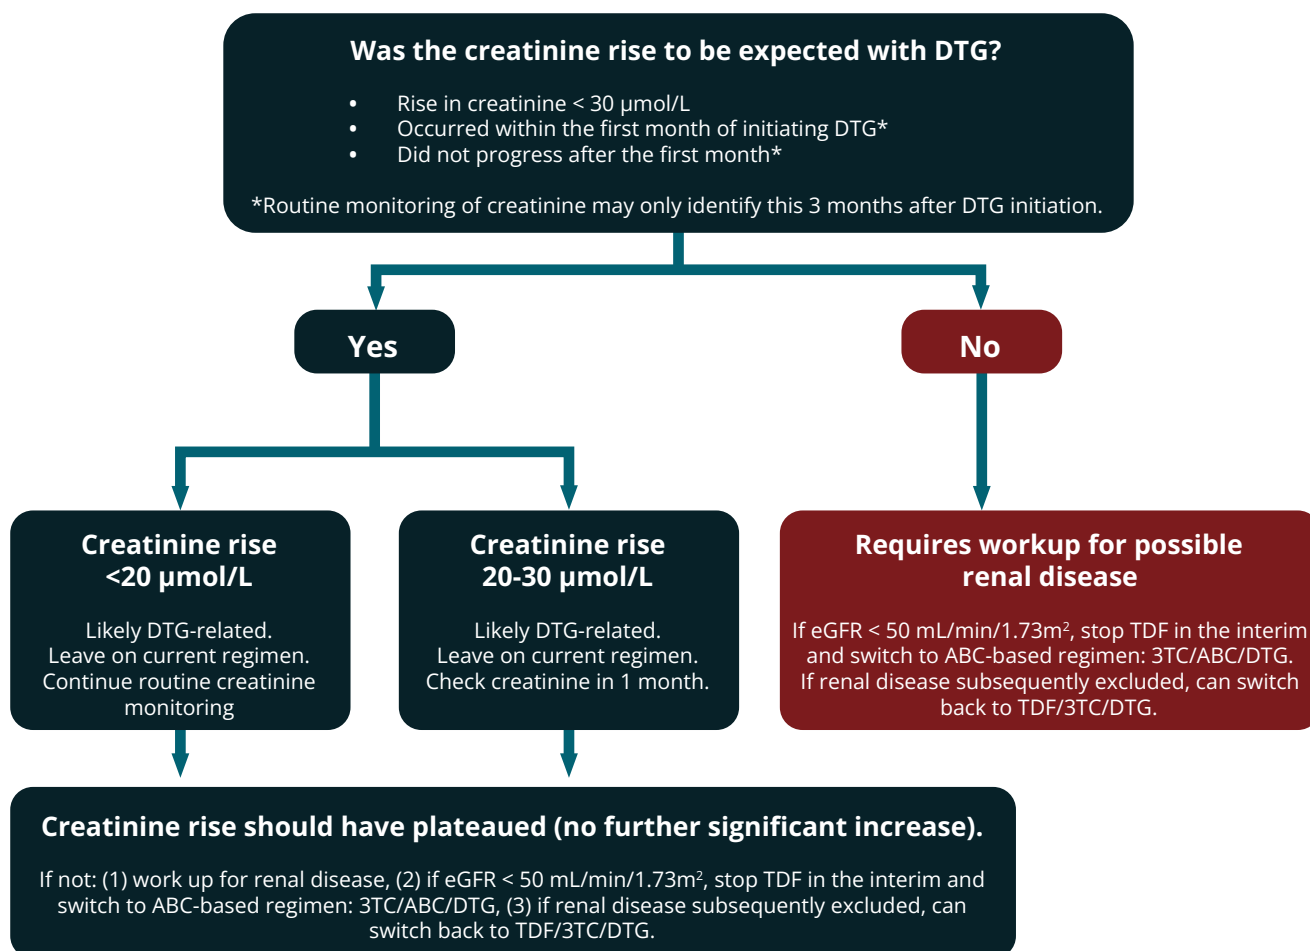 Was the creatinine rise to be expected with DTG?
• Rise in creatinine < 30 µmol/L
• Occurred within the first month of initiating DTG*
• Did not progress after the first month*
*Routine monitoring of creatinine may only identify this 3 months after DTG initiation.
Yes
No
Creatinine rise
<20 µmol/L
Likely DTG-related.
Leave on current regimen.
Continue routine creatinine
monitoring
Creatinine rise
20-30 µmol/L
Likely DTG-related.
Leave on current regimen.
Check creatinine in 1 month.
Requires workup for possible
renal disease
If eGFR < 50 mL/min/1.73m², stop TDF in the interim
and switch to ABC-based regimen: 3TC/ABC/DTG.
If renal disease subsequently excluded, can switch
back to TDF/3TC/DTG.
Creatinine rise should have plateaued (no further significant increase).
If not: (1) work up for renal disease, (2) if eGFR < 50 mL/min/1.73m², stop TDF in the interim and
switch to ABC-based regimen: 3TC/ABC/DTG, (3) if renal disease subsequently excluded, can
switch back to TDF/3TC/DTG.